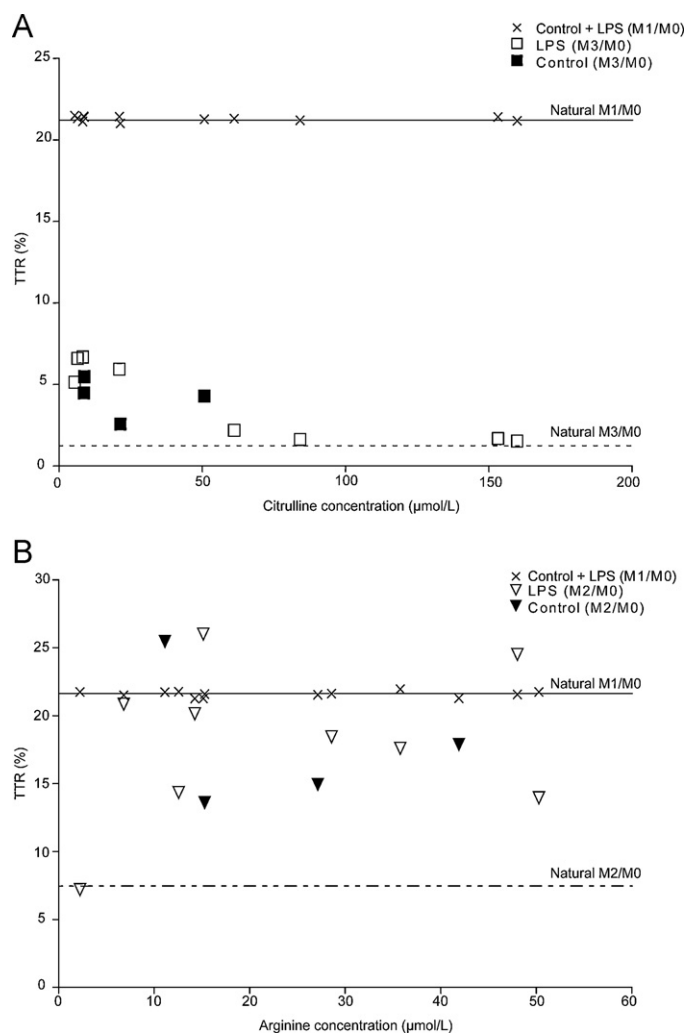 A
× Control + LPS (M1/M0)
□ LPS (M3/M0)
■ Control (M3/M0)
25
Natural M1/M0
20
15
TTR (%)
10
5
Natural M3/M0
0
0 50 100 150 200
Citrulline concentration (µmol/L)
B
× Control + LPS (M1/M0)
▽ LPS (M2/M0)
▼ Control (M2/M0)
30
25
Natural M1/M0
20
TTR (%)
15
10
Natural M2/M0
5
0
0 10 20 30 40 50 60
Arginine concentration (µmol/L)